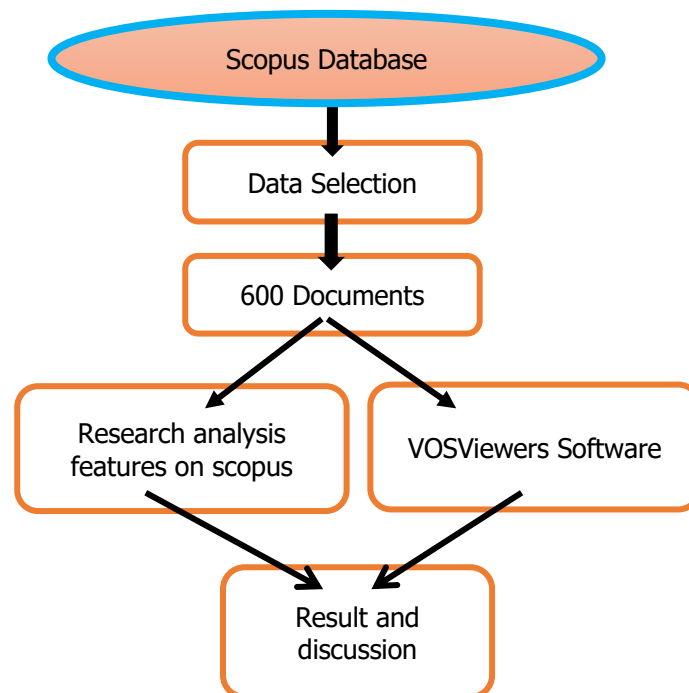 Scopus Database
Data Selection
600 Documents
Research analysis
features on scopus
VOSViewers Software
Result and
discussion